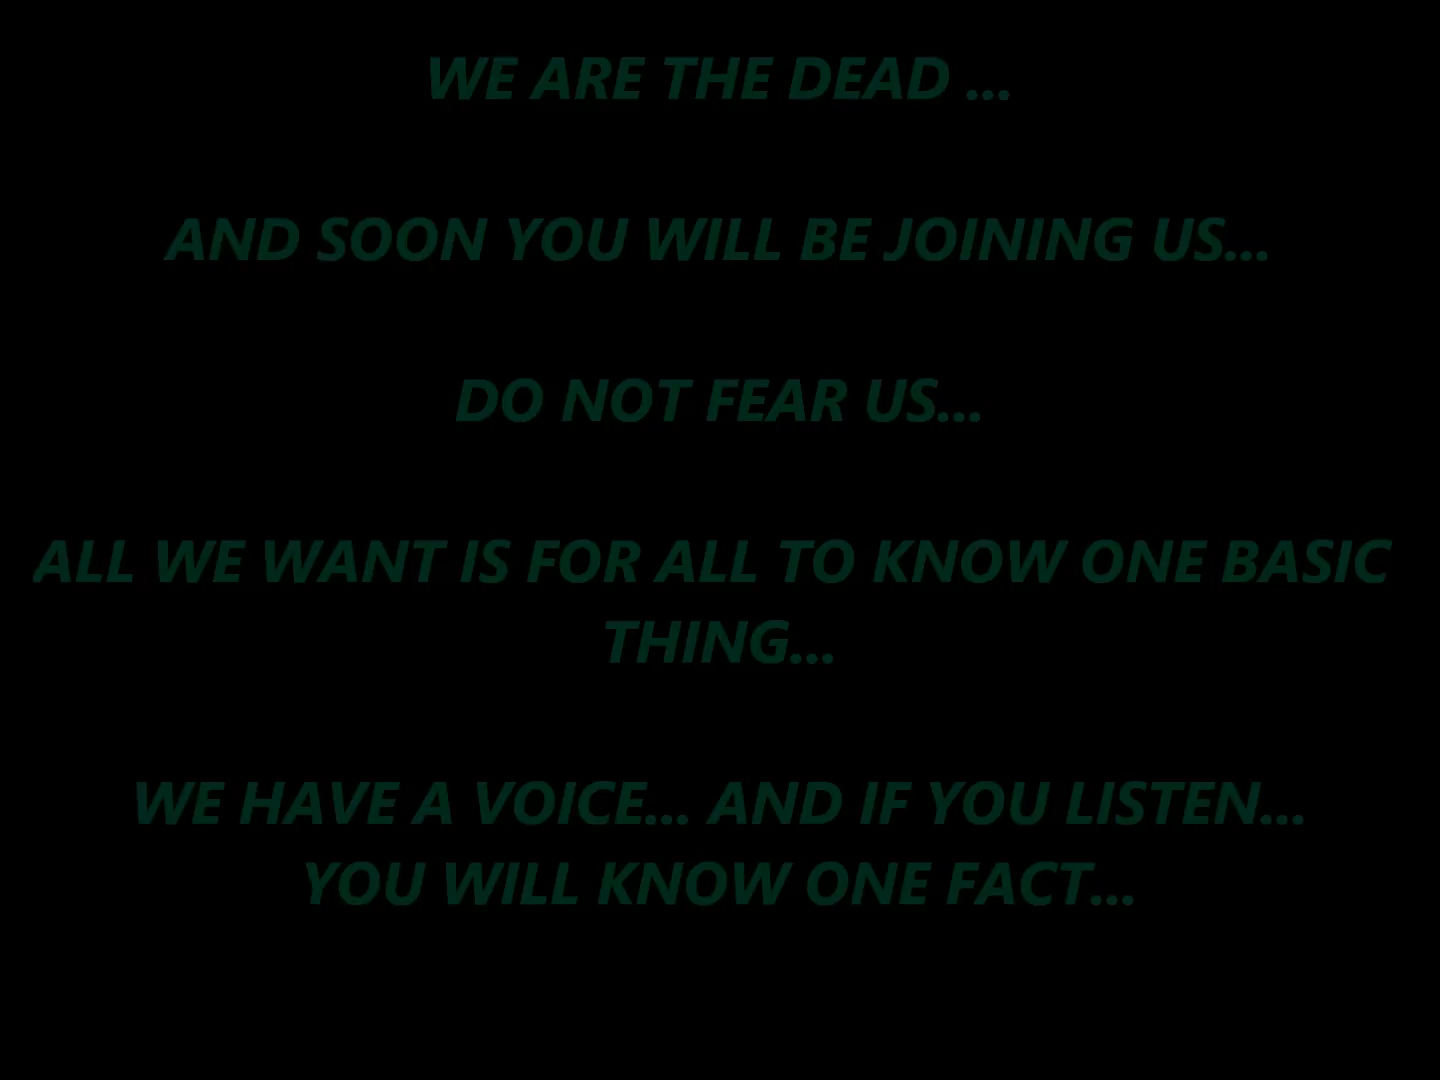 WE ARE THE DEAD ...
AND SOON YOU WILL BE JOINING US...
DO NOT FEAR US...
ALL WE WANT IS FOR ALL TO KNOW ONE BASIC
THING...
WE HAVE A VOICE... AND IF YOU LISTEN...
YOU WILL KNOW ONE FACT...